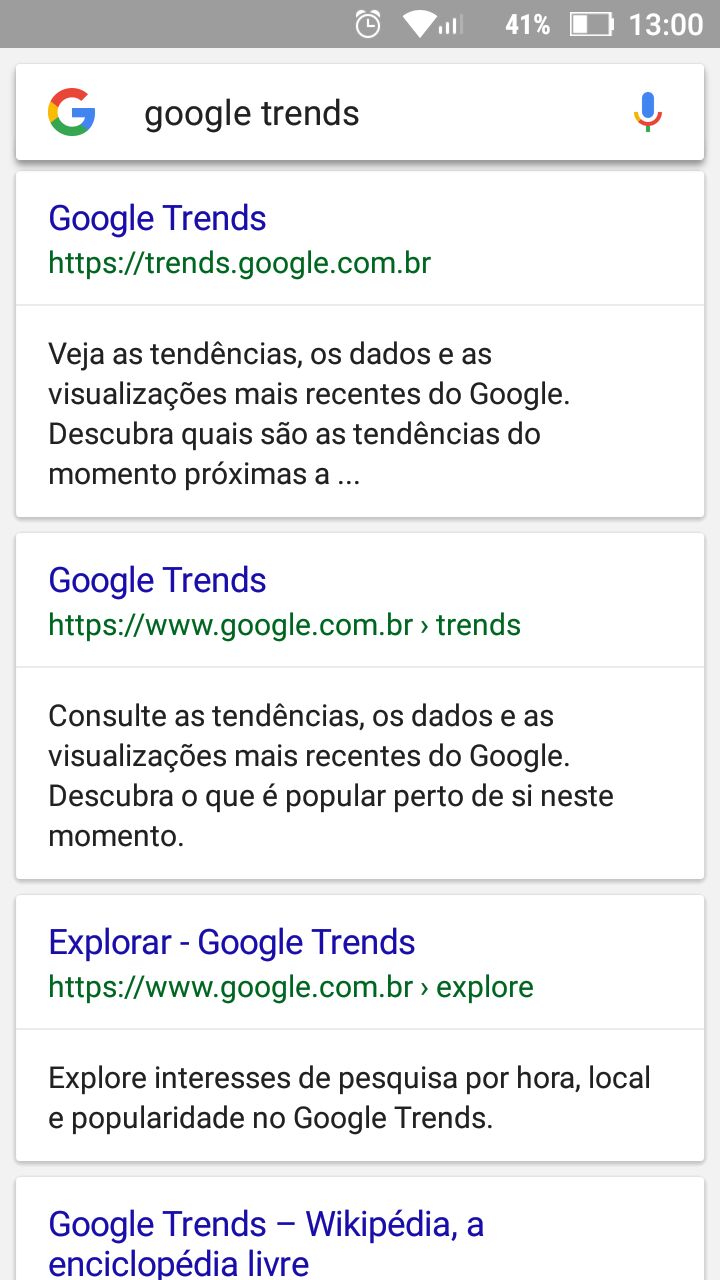 41% 13:00
google trends
Google Trends
https://trends.google.com.br
Veja as tendências, os dados e as
visualizações mais recentes do Google.
Descubra quais são as tendências do
momento próximas a ...
Google Trends
https://www.google.com.br › trends
Consulte as tendências, os dados e as
visualizações mais recentes do Google.
Descubra o que é popular perto de si neste
momento.
Explorar - Google Trends
https://www.google.com.br › explore
Explore interesses de pesquisa por hora, local
e popularidade no Google Trends.
Google Trends – Wikipédia, a
enciclopédia livre